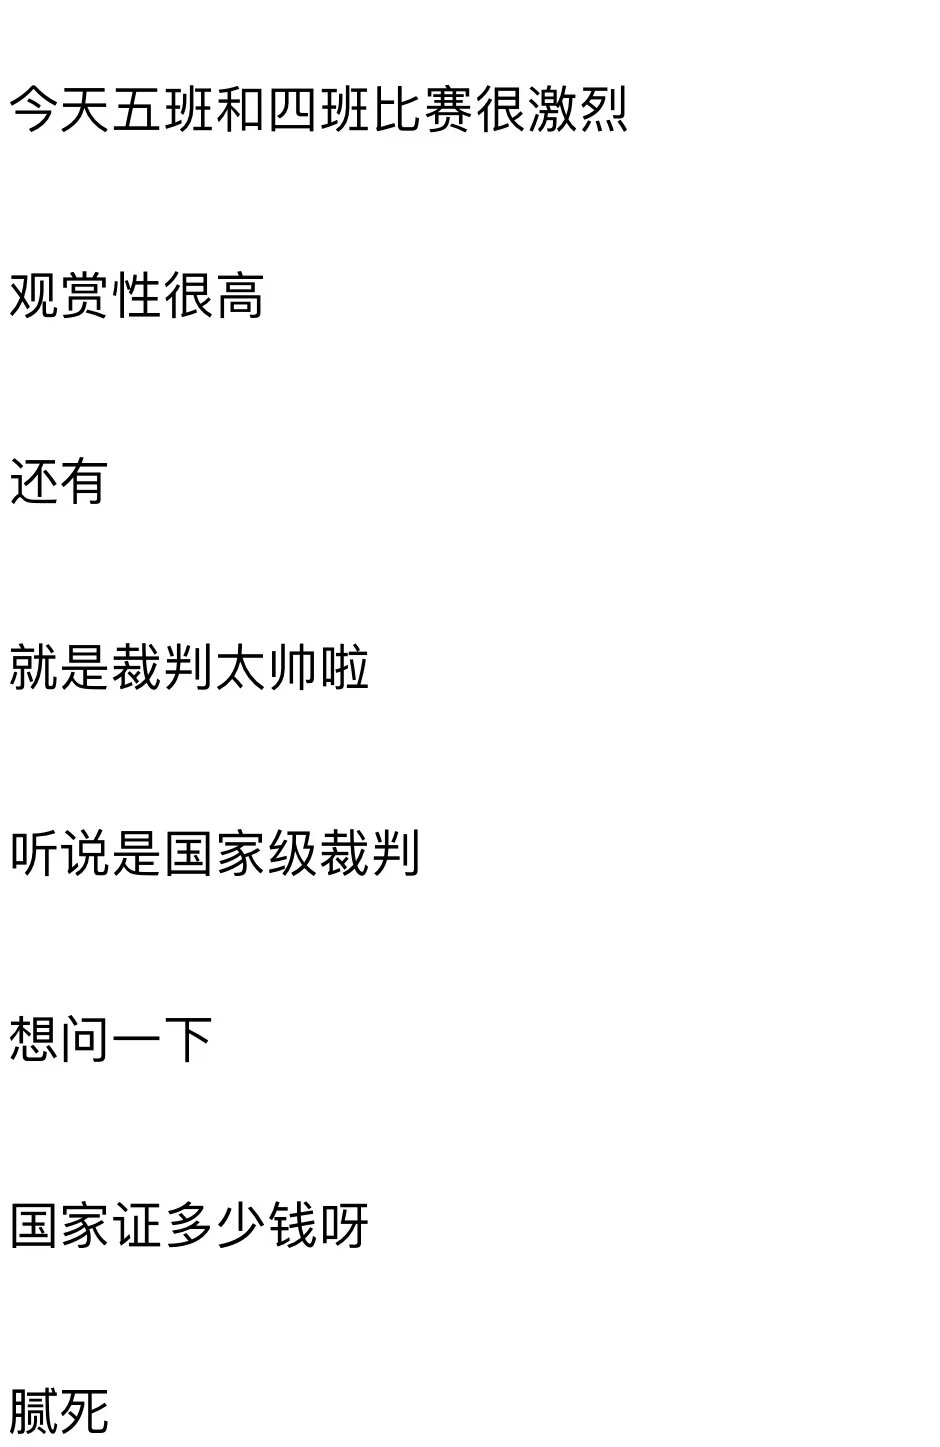 今天五班和四班比赛很激烈
观赏性很高
还有
就是裁判太帅啦
听说是国家级裁判
想问一下
国家证多少钱呀
腻死